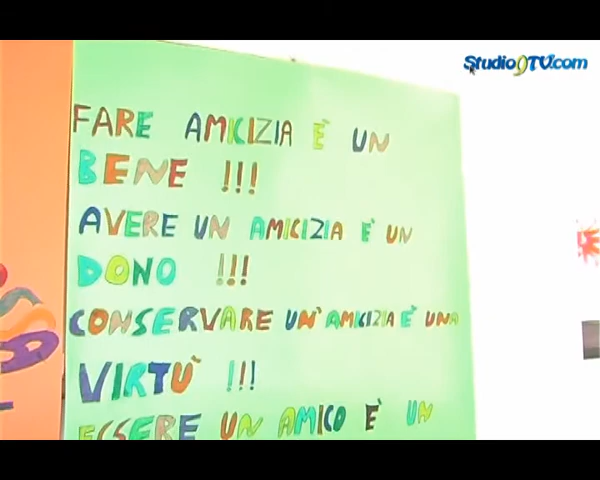 Studio9TV.com
FARE AMICIZIA È UN
BENE !!!
AVERE UN AMICIZIA E' UN
DONO !!!
CONSERVARE UN'AMICIZIA E' UNA
VIRTÙ !!!
ESSERE UN AMICO E' UN